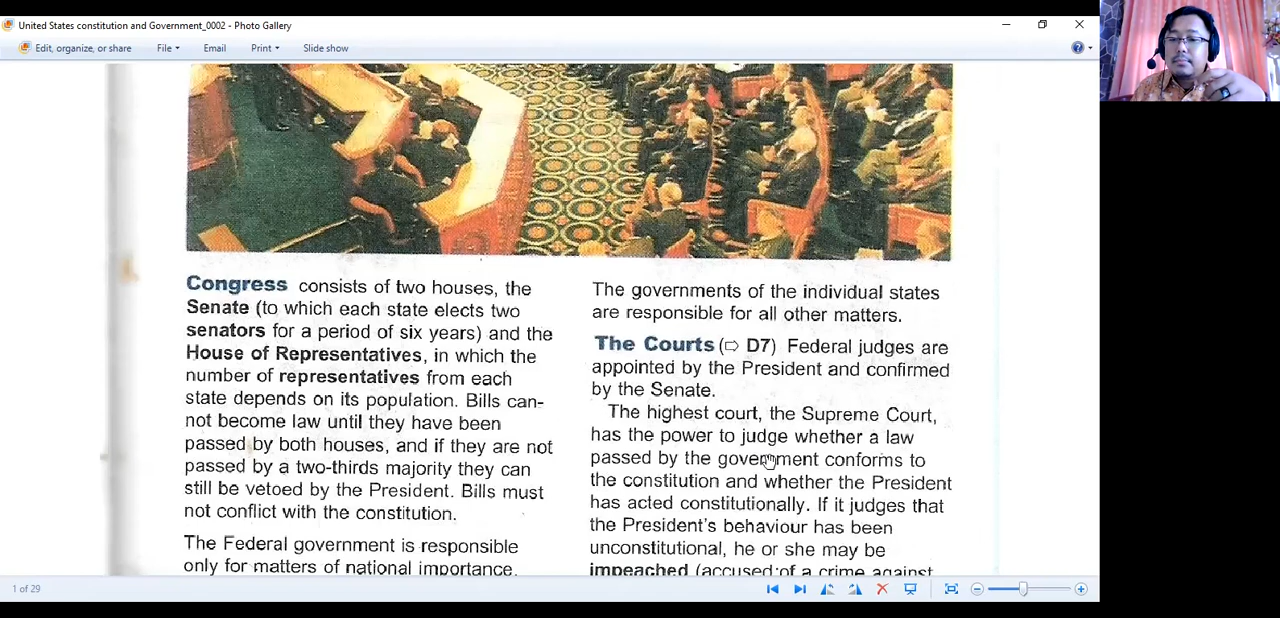 United States constitution and Government_0002 - Photo Gallery
Edit, organize, or share File Email Print Slide show
Congress consists of two houses, the
Senate (to which each state elects two
senators for a period of six years) and the
House of Representatives, in which the
number of representatives from each
state depends on its population. Bills can-
not become law until they have been
passed by both houses, and if they are not
passed by a two-thirds majority they can
still be vetoed by the President. Bills must
not conflict with the constitution.
The Federal government is responsible
only for matters of national importance.
The governments of the individual states
are responsible for all other matters.
The Courts (⇨ D7) Federal judges are
appointed by the President and confirmed
by the Senate.
The highest court, the Supreme Court,
has the power to judge whether a law
passed by the government conforms to
the constitution and whether the President
has acted constitutionally. If it judges that
the President's behaviour has been
unconstitutional, he or she may be
impeached (accused of a crime against
1 of 29